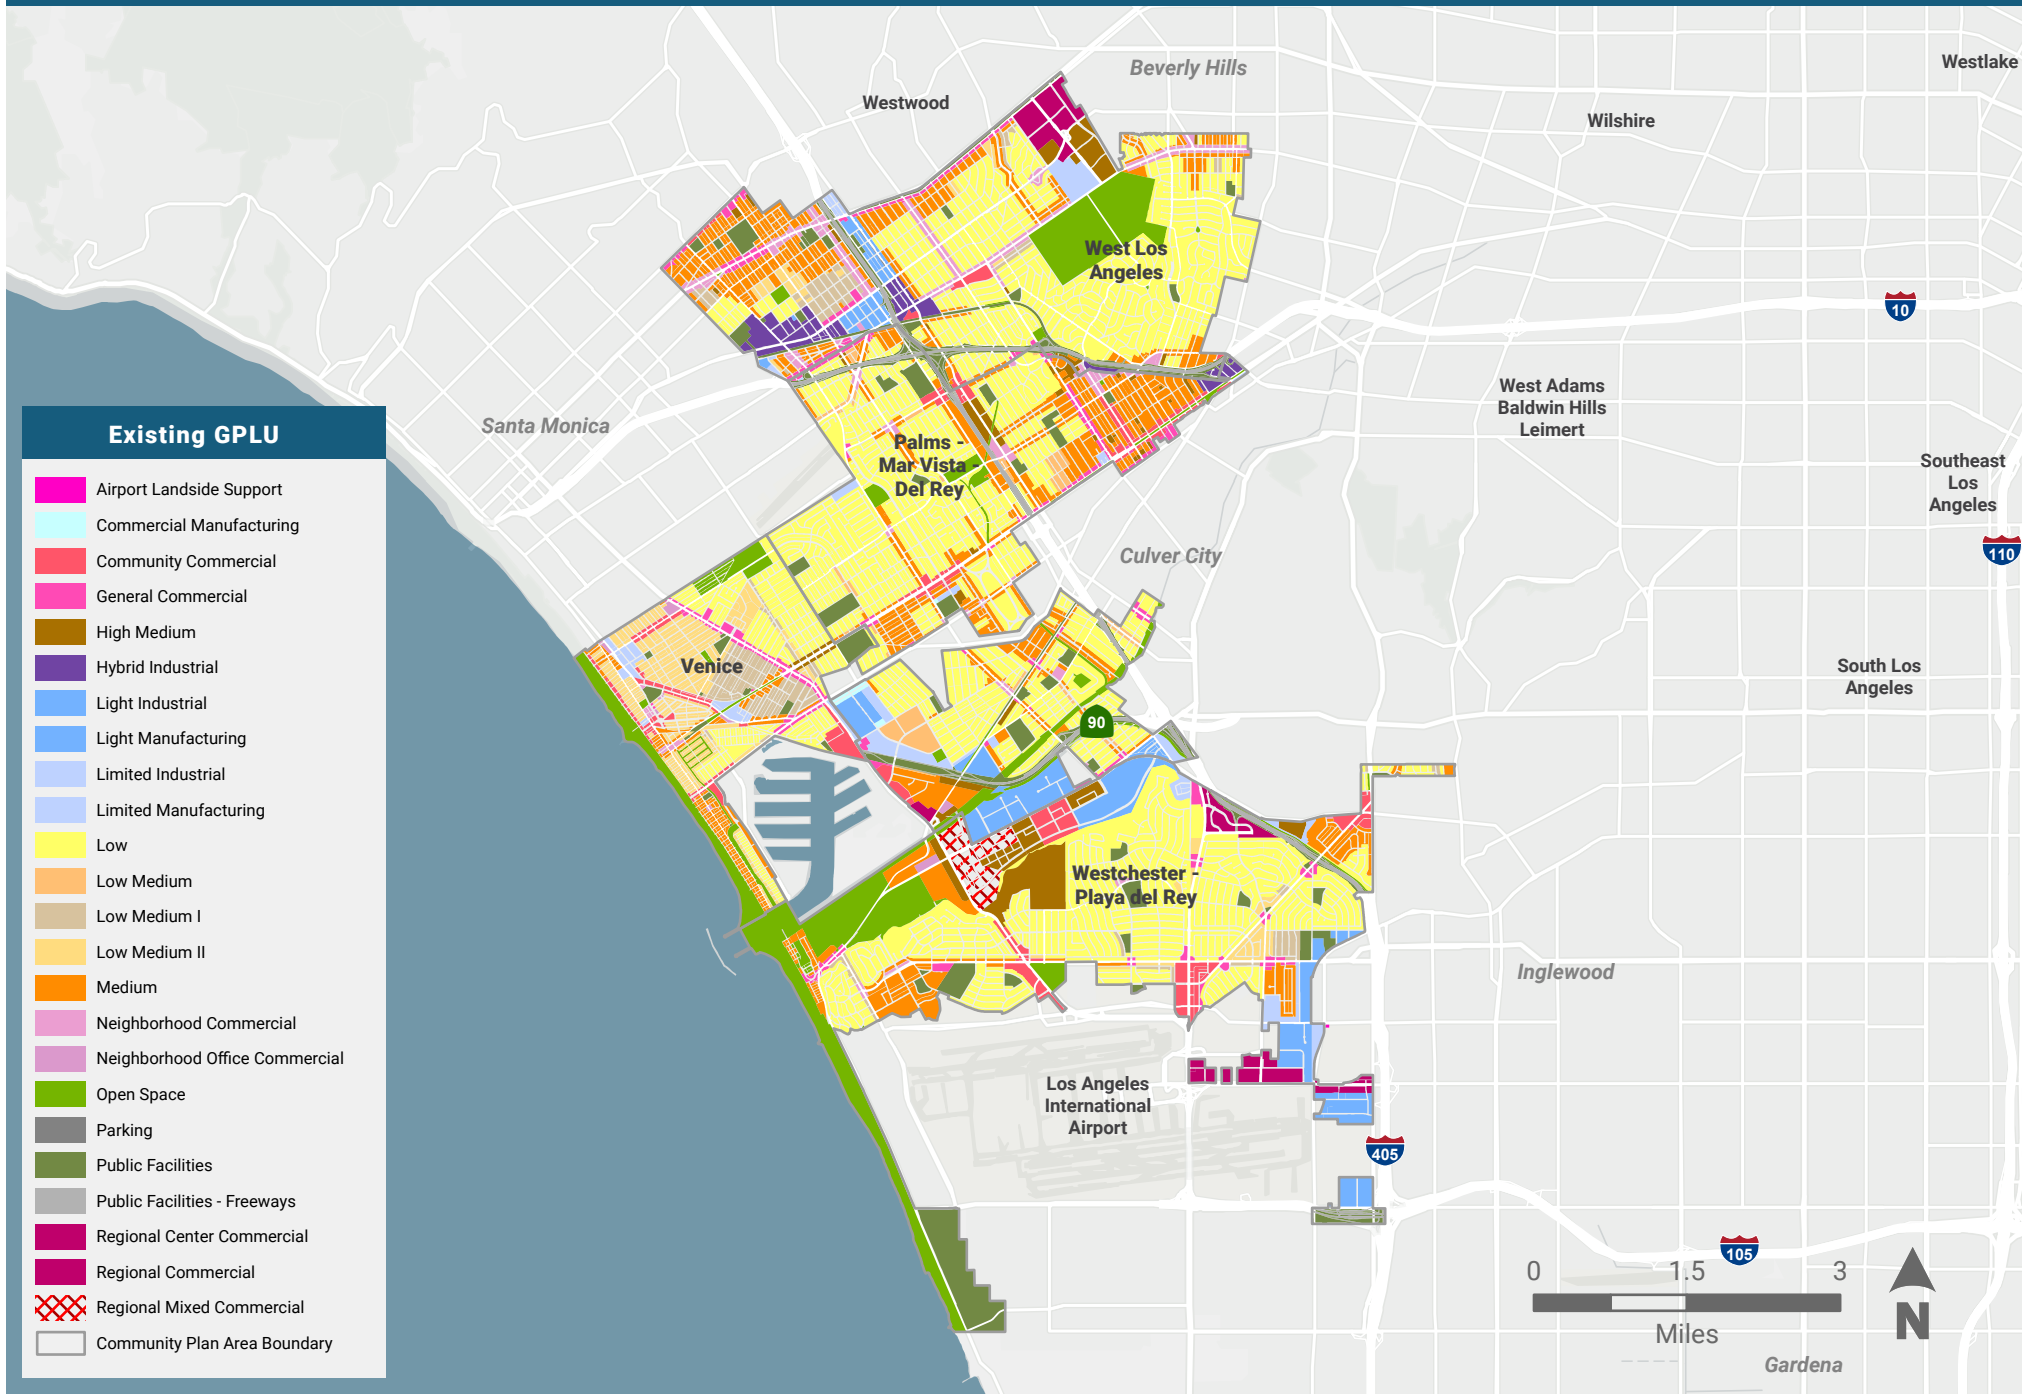 Beverly Hills
Westlake
Westwood
Wilshire
West Los
Angeles
10
West Adams
Baldwin Hills
Leimert
Santa Monica
Palms -
Mar Vista -
Del Rey
Southeast
Los
Angeles
110
Culver City
Venice
South Los
Angeles
90
Westchester -
Playa del Rey
Inglewood
Los Angeles
International
Airport
405
105
Gardena
Existing GPLU
Airport Landside Support
Commercial Manufacturing
Community Commercial
General Commercial
High Medium
Hybrid Industrial
Light Industrial
Light Manufacturing
Limited Industrial
Limited Manufacturing
Low
Low Medium
Low Medium I
Low Medium II
Medium
Neighborhood Commercial
Neighborhood Office Commercial
Open Space
Parking
Public Facilities
Public Facilities - Freeways
Regional Center Commercial
Regional Commercial
Regional Mixed Commercial
Community Plan Area Boundary
0 1.5 3
Miles
N